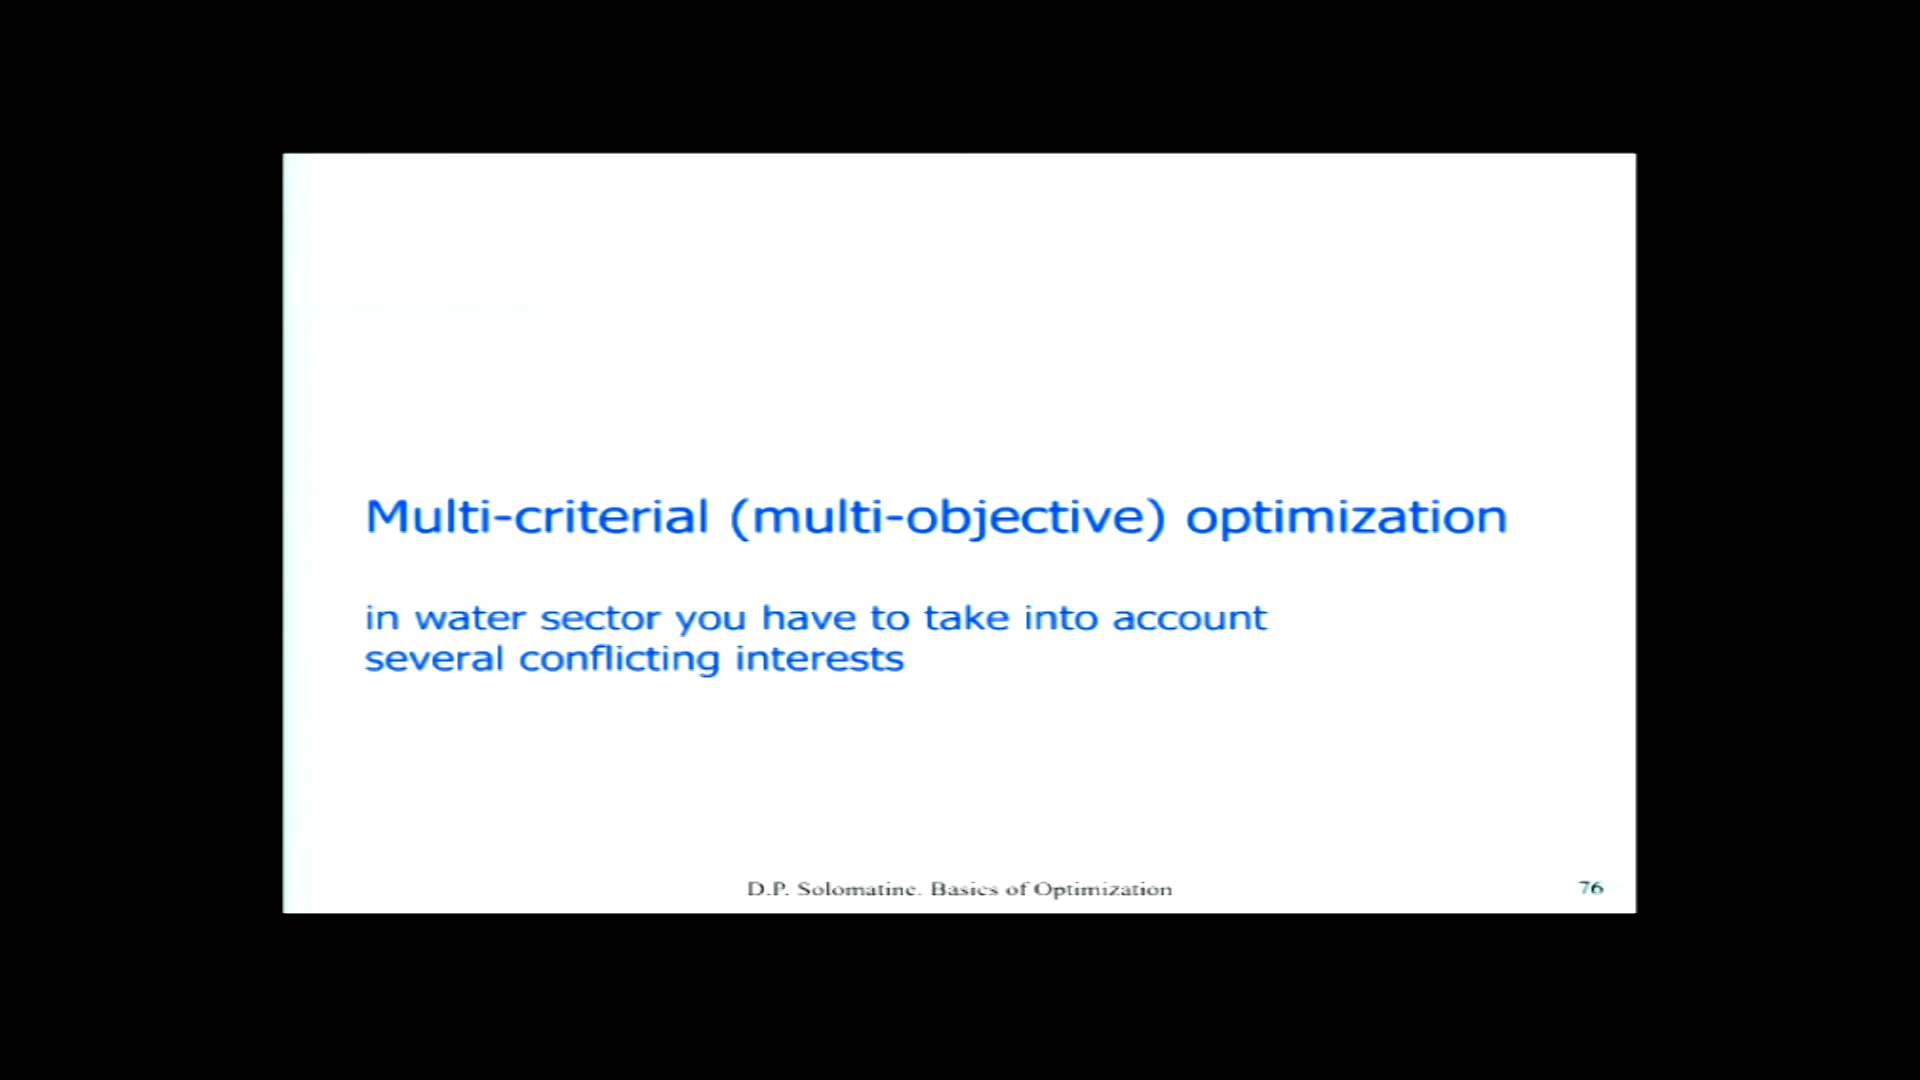 Multi-criterial (multi-objective) optimization
in water sector you have to take into account
several conflicting interests
D.P. Solomatine. Basics of Optimization
76